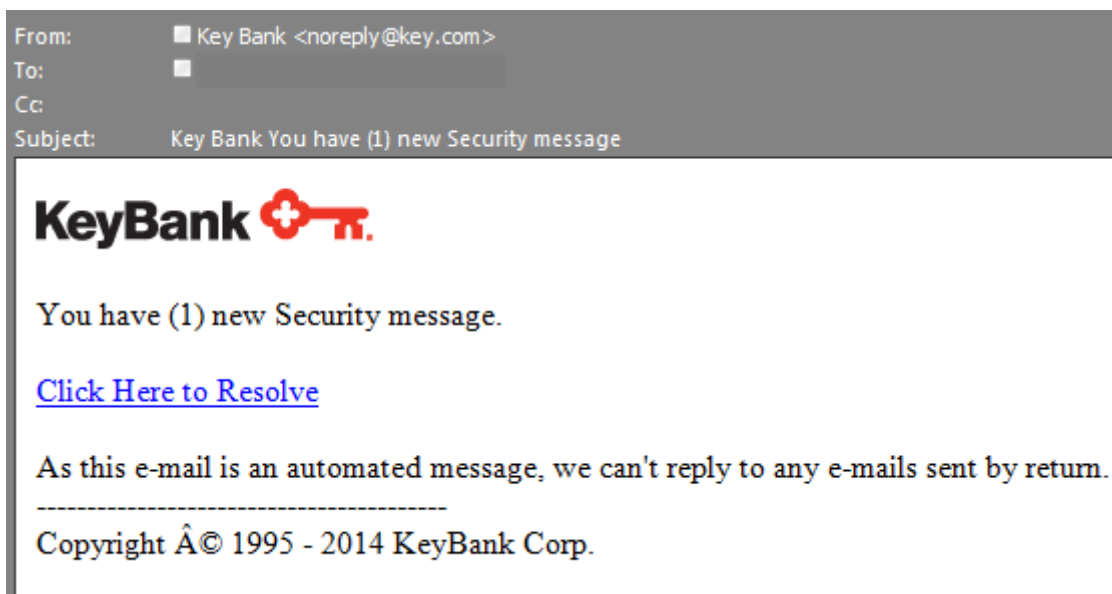 From: Key Bank <noreply@key.com>
To:
Cc:
Subject: Key Bank You have (1) new Security message
KeyBank
You have (1) new Security message.
Click Here to Resolve
As this e-mail is an automated message, we can't reply to any e-mails sent by return.
-----------------------------------------
Copyright Â© 1995 - 2014 KeyBank Corp.